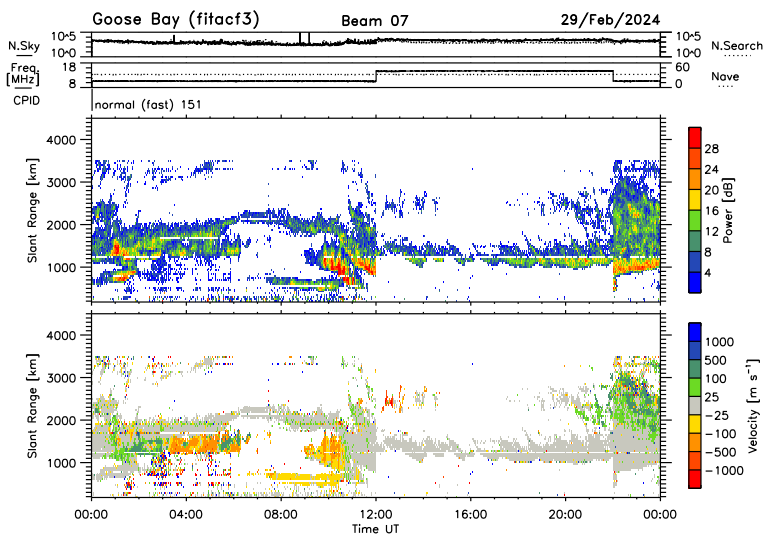 Goose Bay (fitacf3) Beam 07 29/Feb/2024
N.Sky 10^5 10^0 10^5 10^0 N.Search
Freq. [MHz] 18 8 60 0 Nave
CPID normal (fast) 151
Slant Range [km]
4000
3000
2000
1000
Power [dB]
28
24
20
16
12
8
4
Slant Range [km]
4000
3000
2000
1000
Velocity [m s⁻¹]
1000
500
100
25
−25
−100
−500
−1000
00:00 04:00 08:00 12:00 16:00 20:00 00:00
Time UT